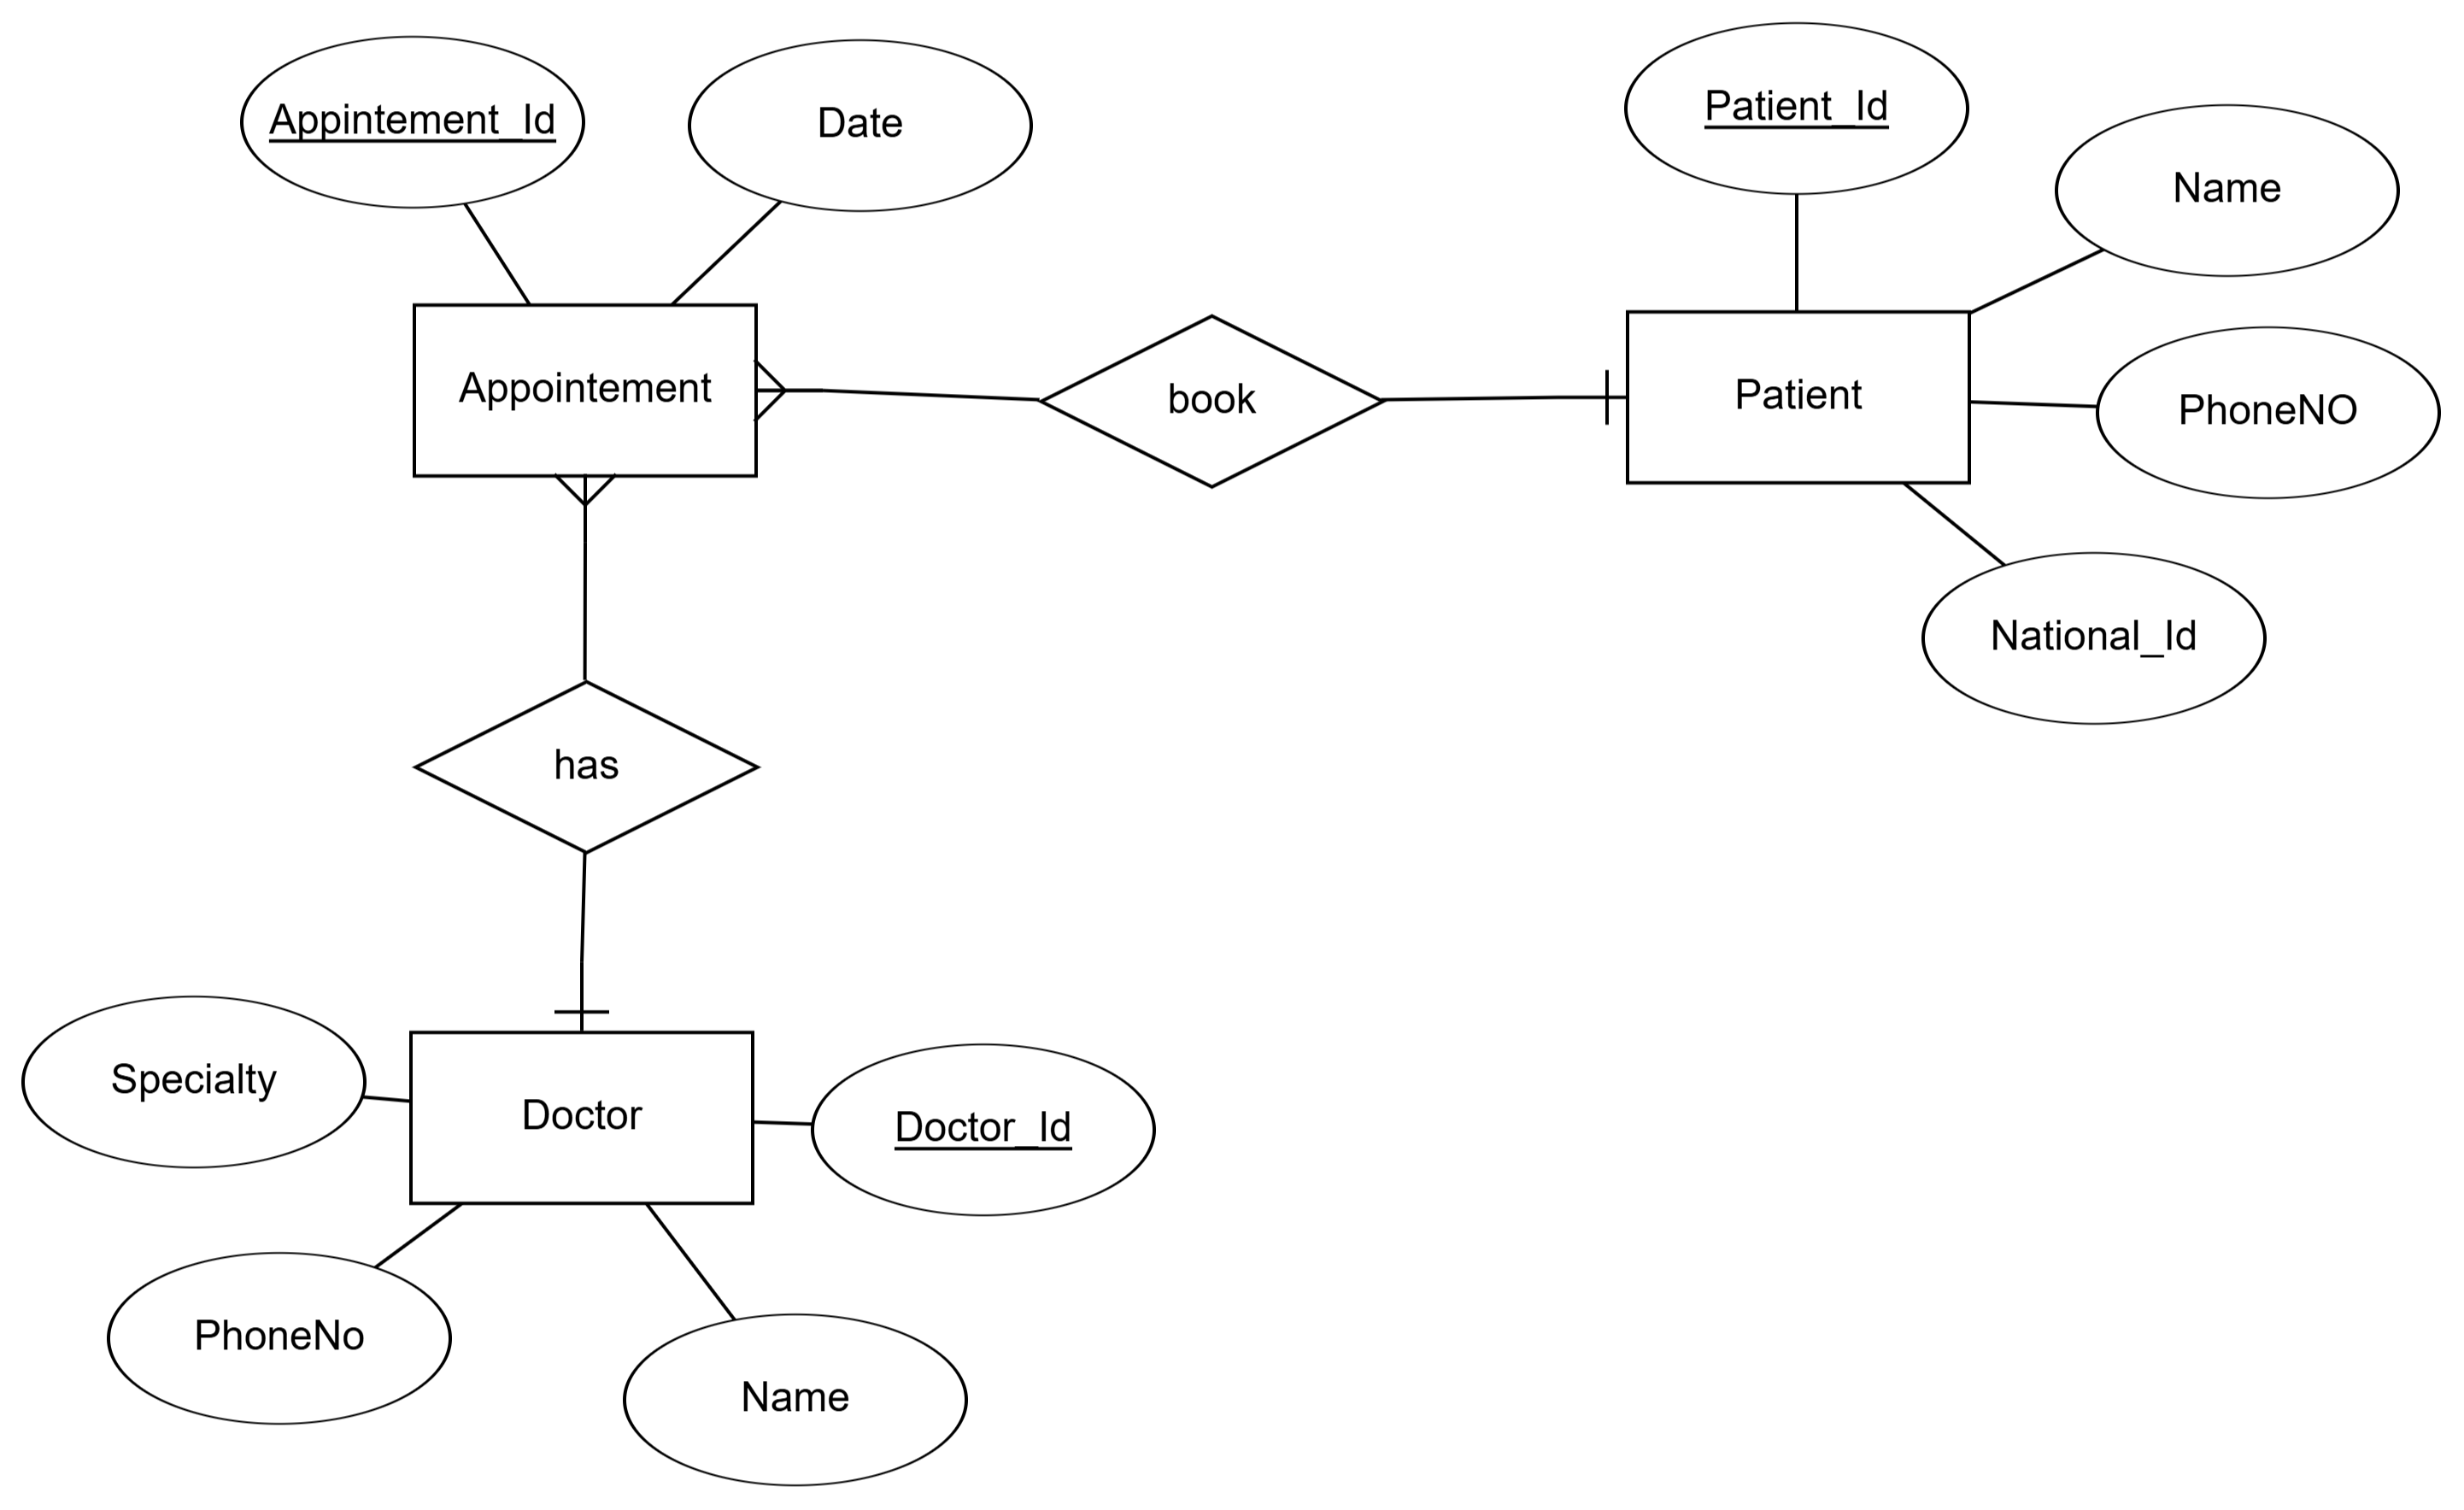 Appintement_Id
Date
Patient_Id
Name
Appointement
book
Patient
PhoneNO
National_Id
has
Specialty
Doctor
Doctor_Id
PhoneNo
Name